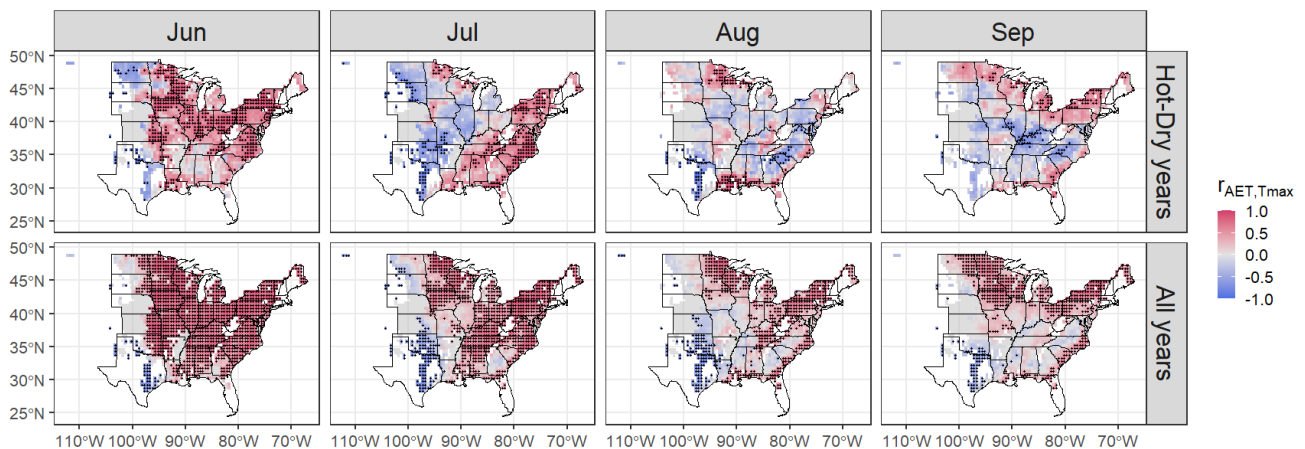 Jun Jul Aug Sep
50°N
45°N
40°N
35°N
30°N
25°N
Hot-Dry years
50°N
45°N
40°N
35°N
30°N
25°N
All years
110°W 100°W 90°W 80°W 70°W 110°W 100°W 90°W 80°W 70°W 110°W 100°W 90°W 80°W 70°W 110°W 100°W 90°W 80°W 70°W
rAET,Tmax
1.0
0.5
0.0
-0.5
-1.0